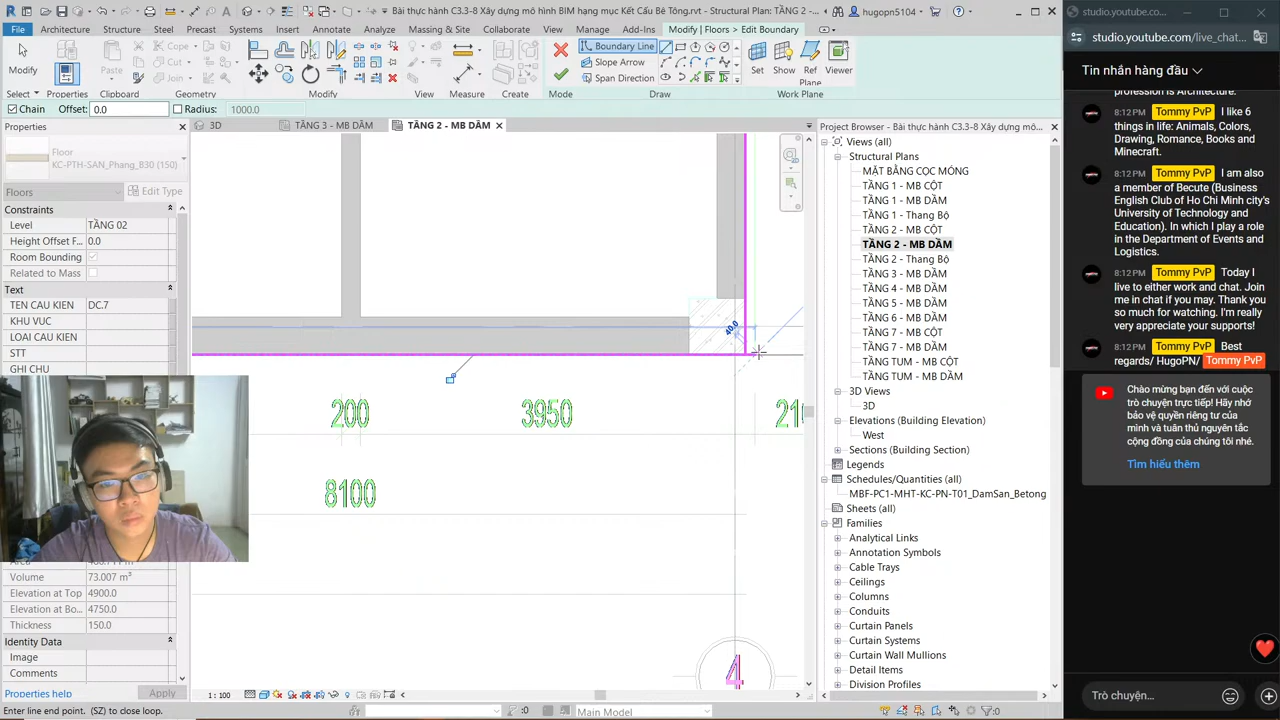 Bài thực hành C3.3-8 Xây dựng mô hình BIM hạng mục Kết Cấu Bê Tông.rvt - Structural Plan: TẦNG 2 -
hugopn5104
studio.youtube.co...
File
Architecture
Structure
Steel
Precast
Systems
Insert
Annotate
Analyze
Massing & Site
Collaborate
View
Manage
Add-Ins
Modify | Floors > Edit Boundary
studio.youtube.com/live_chat...
Modify
Cope
Cut
Join
Paste
Boundary Line
Slope Arrow
Span Direction
Set
Show
Ref
Plane
Viewer
Tin nhắn hàng đầu
Select
Properties
Clipboard
Geometry
Modify
View
Measure
Create
Mode
Draw
Work Plane
Chain
Offset:
0.0
Radius:
1000.0
Properties
3D
TẦNG 3 - MB DẦM
TẦNG 2 - MB DẦM
Project Browser - Bài thực hành C3.3-8 Xây dựng mô...
Floor
KC-PTH-SAN_Phang_B30 (150)
Floors
Edit Type
Constraints
Level
TẦNG 02
Height Offset F...
0.0
Room Bounding
Related to Mass
Text
TEN CAU KIEN
DC.7
KHU VUC
LOAI CAU KIEN
STT
GHI CHU
Volume
73.007 m³
Elevation at Top
4900.0
Elevation at Bo...
4750.0
Thickness
150.0
Identity Data
Image
Comments
Properties help
Apply
40.0
200
3950
210
8100
4
Views (all)
Structural Plans
MẶT BẰNG CỌC MÓNG
TẦNG 1 - MB CỘT
TẦNG 1 - MB DẦM
TẦNG 1 - Thang Bộ
TẦNG 2 - MB CỘT
TẦNG 2 - MB DẦM
TẦNG 2 - Thang Bộ
TẦNG 3 - MB DẦM
TẦNG 4 - MB DẦM
TẦNG 5 - MB DẦM
TẦNG 6 - MB DẦM
TẦNG 7 - MB CỘT
TẦNG 7 - MB DẦM
TẦNG TUM - MB CỘT
TẦNG TUM - MB DẦM
3D Views
3D
Elevations (Building Elevation)
West
Sections (Building Section)
Legends
Schedules/Quantities (all)
MBF-PC1-MHT-KC-PN-T01_DamSan_Betong
Sheets (all)
Families
Analytical Links
Annotation Symbols
Cable Trays
Ceilings
Columns
Conduits
Curtain Panels
Curtain Systems
Curtain Wall Mullions
Detail Items
Division Profiles
profession is Architecture.
8:12PM Tommy PvP I like 6
things in life: Animals, Colors,
Drawing, Romance, Books and
Minecraft.
8:12PM Tommy PvP I am also
a member of Becute (Business
English Club of Ho Chi Minh city's
University of Technology and
Education). In which I play a role
in the Department of Events and
Logistics.
8:13PM Tommy PvP Today I
live to either work and chat. Join
me in chat if you may. Thank you
so much for watching. I'm really
very appreciate your supports!
8:13PM Tommy PvP Best
regards/ HugoPN/ Tommy PvP
Chào mừng bạn đến với cuộc
trò chuyện trực tiếp! Hãy nhớ
bảo vệ quyền riêng tư của
mình và tuân thủ nguyên tắc
cộng đồng của chúng tôi nhé.
Tìm hiểu thêm
Trò chuyện...
1 : 100
Enter line end point. (SZ) to close loop.
:0
Main Model
:0